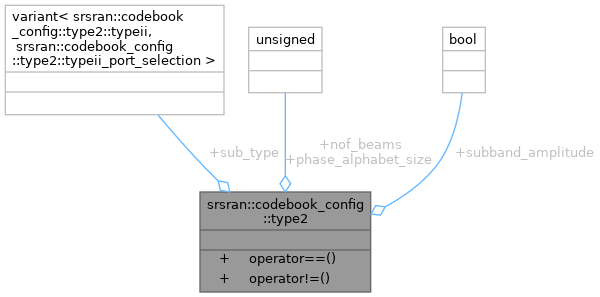 variant< srsran::codebook
_config::type2::typeii,
 srsran::codebook_config
::type2::typeii_port_selection >
unsigned
bool
+sub_type
+nof_beams
+phase_alphabet_size
+subband_amplitude
srsran::codebook_config
::type2
+ operator==()
+ operator!=()